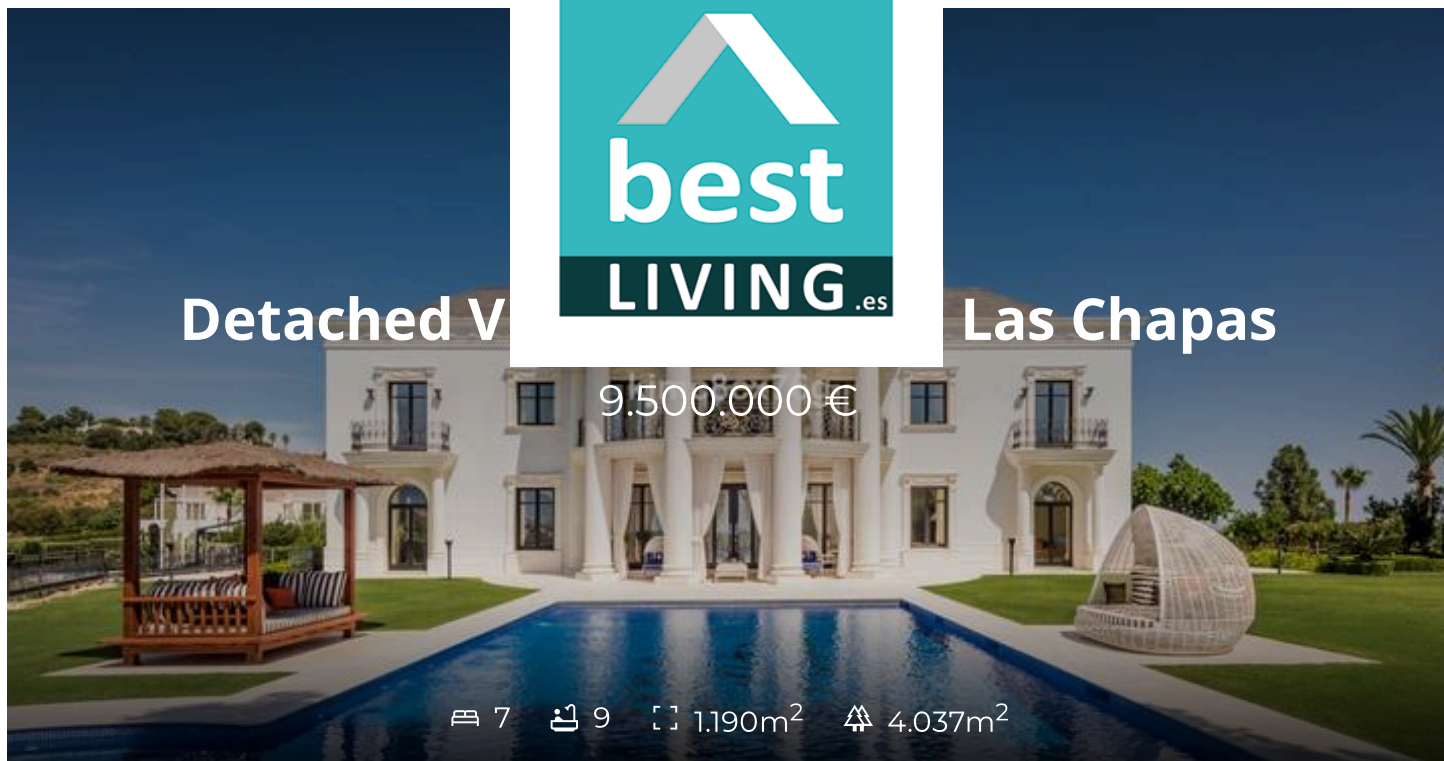 best
LIVING.es
Detached V Las Chapas
9.500.000 €
7 9 1.190m² 4.037m²